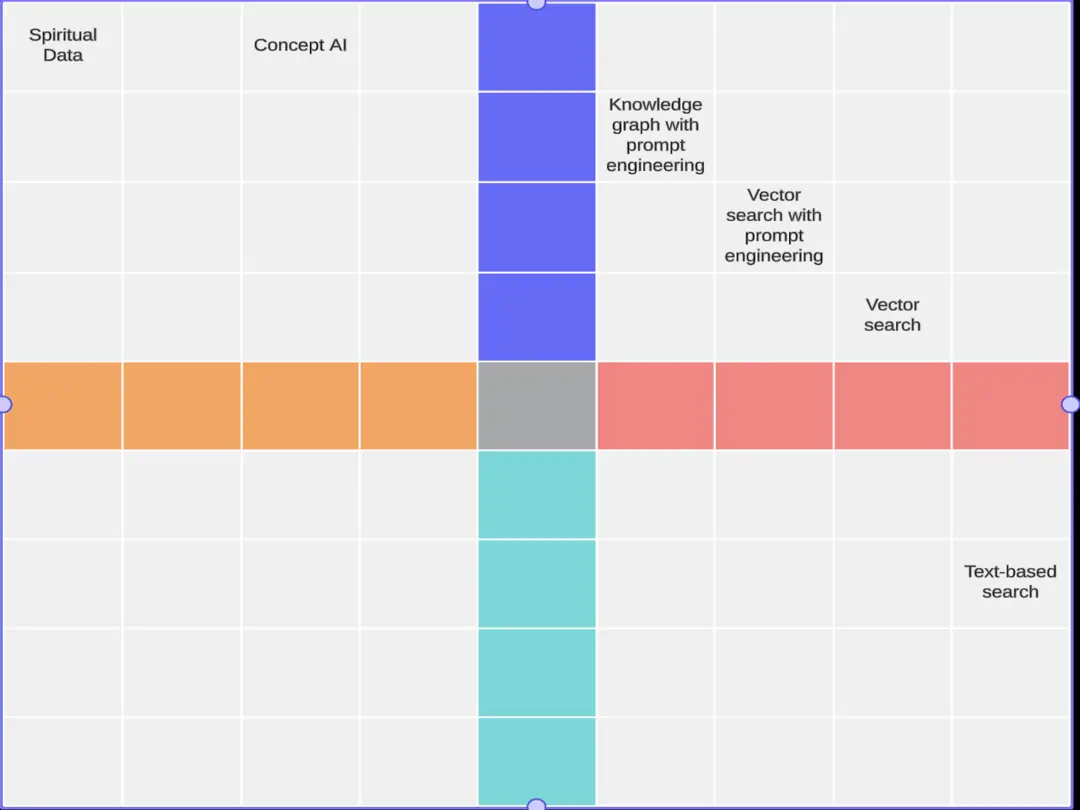 Spiritual
Data
Concept AI
Knowledge
graph with
prompt
engineering
Vector
search with
prompt
engineering
Vector
search
Text-based
search